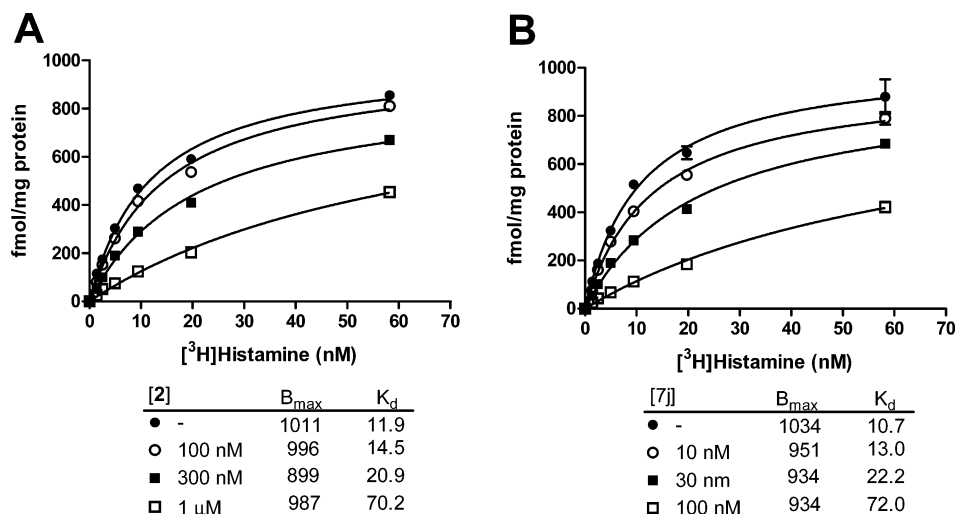 A
1000
800
600
400
200
0
fmol/mg protein
0 10 20 30 40 50 60 70
[³H]Histamine (nM)
[2] Bmax Kd
- 1011 11.9
100 nM 996 14.5
300 nM 899 20.9
1 μM 987 70.2
B
1000
800
600
400
200
0
fmol/mg protein
0 10 20 30 40 50 60 70
[³H]Histamine (nM)
[7j] Bmax Kd
- 1034 10.7
10 nM 951 13.0
30 nm 934 22.2
100 nM 934 72.0